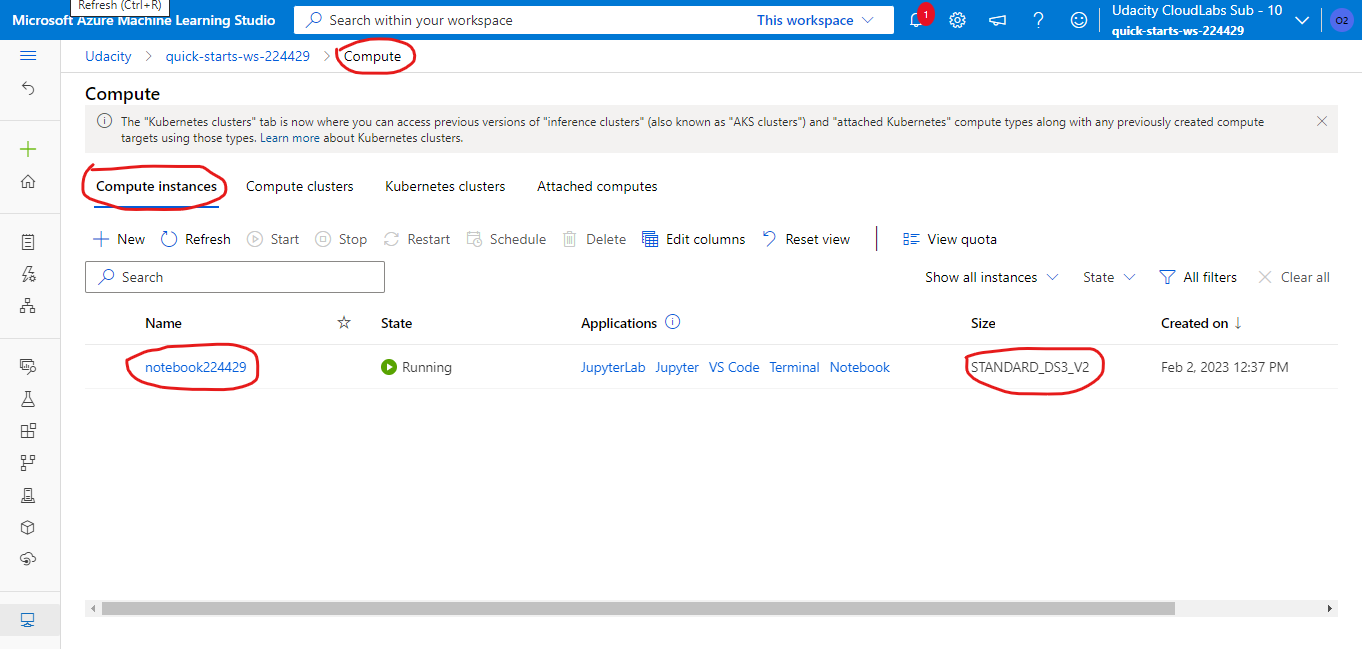 Refresh (Ctrl+R)
Microsoft Azure Machine Learning Studio
Search within your workspace
This workspace
1
?
Udacity CloudLabs Sub - 10
quick-starts-ws-224429
O2
Udacity > quick-starts-ws-224429 > Compute
Compute
The "Kubernetes clusters" tab is now where you can access previous versions of "inference clusters" (also known as "AKS clusters") and "attached Kubernetes" compute types along with any previously created compute
targets using those types. Learn more about Kubernetes clusters.
Compute instances Compute clusters Kubernetes clusters Attached computes
New Refresh Start Stop Restart Schedule Delete Edit columns Reset view View quota
Search
Show all instances State All filters Clear all
Name State Applications Size Created on
notebook224429 Running JupyterLab Jupyter VS Code Terminal Notebook STANDARD_DS3_V2 Feb 2, 2023 12:37 PM